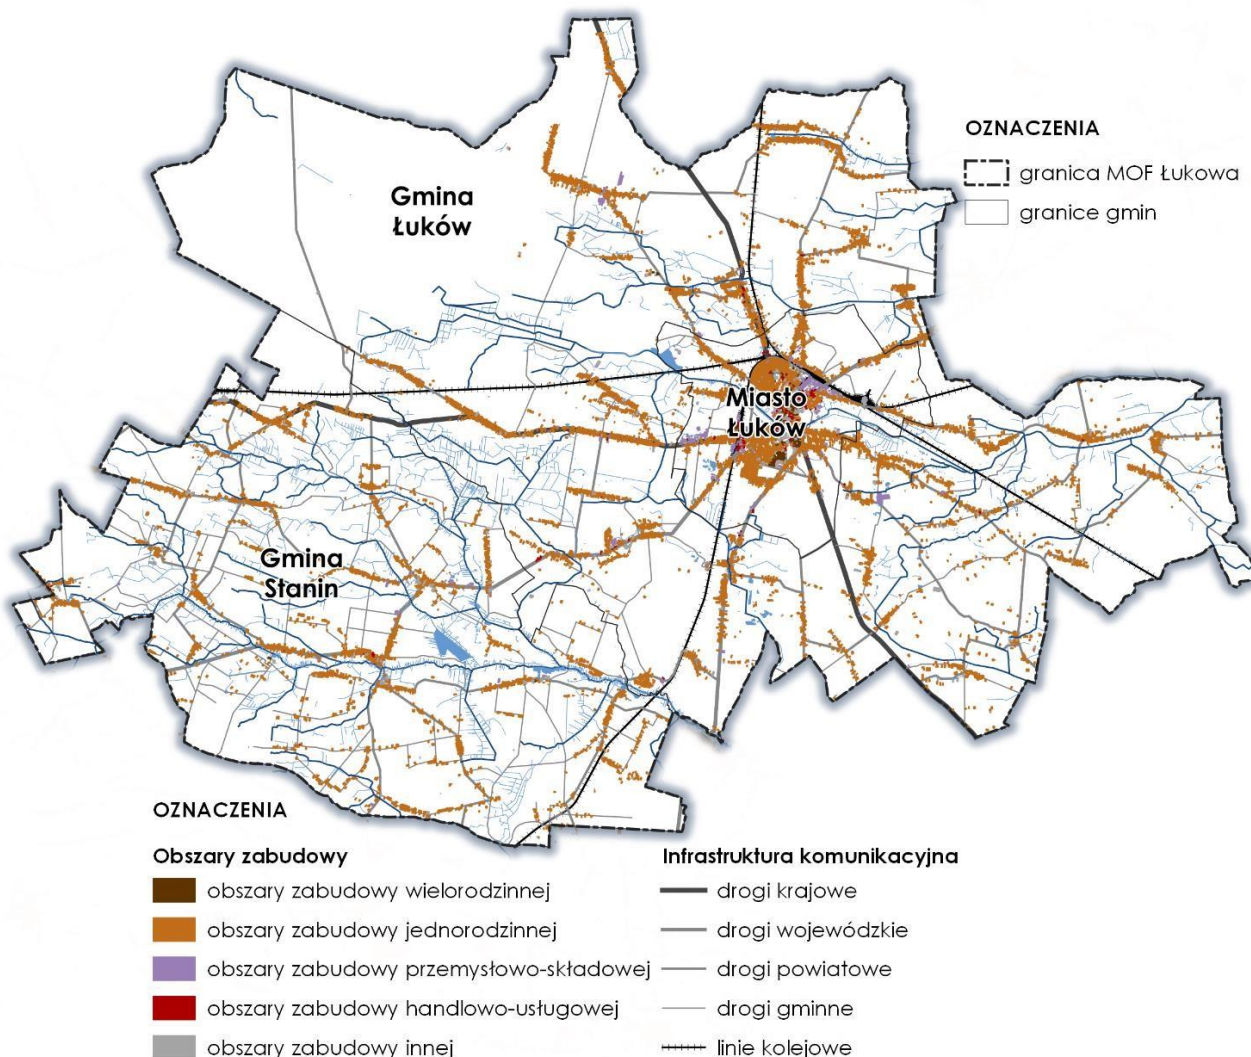 OZNACZENIA
granica MOF Łukowa
granice gmin
Gmina
Łuków
Miasto
Łuków
Gmina
Stanin
OZNACZENIA
Obszary zabudowy
obszary zabudowy wielorodzinnej
obszary zabudowy jednorodzinnej
obszary zabudowy przemysłowo-składowej
obszary zabudowy handlowo-usługowej
obszary zabudowy innej
Infrastruktura komunikacyjna
drogi krajowe
drogi wojewódzkie
drogi powiatowe
drogi gminne
linie kolejowe